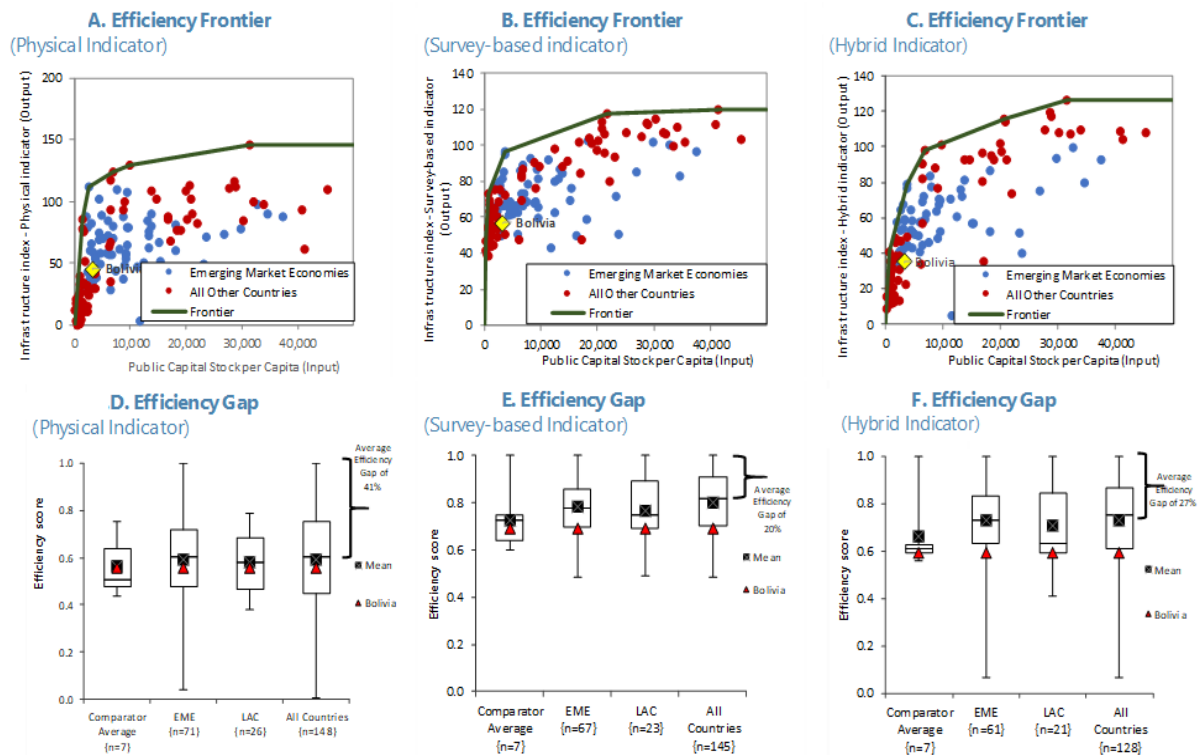 A. Efficiency Frontier
(Physical Indicator)
Infrastructure index - Physical indicator (Output)
200
150
100
50
0
Bolivi
Emerging Market Economies
All Other Countries
Frontier
0
10,000
20,000
30,000
40,000
Public Capital Stock per Capita (Input)
B. Efficiency Frontier
(Survey-based indicator)
Infrastructure index - Survey-based indicator
(Output)
140
120
100
80
60
40
20
0
Bolivia
Emerging Market Economies
All Other Countries
Frontier
0
10,000
20,000
30,000
40,000
Public Capital Stock per Capita (Input)
C. Efficiency Frontier
(Hybrid Indicator)
Infrastructure index - Hybrid indicator (Output)
140
120
100
80
60
40
20
0
Bolivia
Emerging Market Economies
All Other Countries
Frontier
0
10,000
20,000
30,000
40,000
Public Capital Stock per Capita (Input)
D. Efficiency Gap
(Physical Indicator)
Efficiency score
1.0
0.8
0.6
0.4
0.2
0.0
Average
Efficiency
Gap of
41%
Mean
Bolivia
Comparator
Average
{n=7}
EME
{n=71}
LAC
{n=26}
All Countries
{n=148}
E. Efficiency Gap
(Survey-based Indicator)
Efficiency score
1.0
0.8
0.6
0.4
0.2
0.0
Average
Efficiency
Gap of
20%
Mean
Bolivia
Comparator
Average
{n=7}
EME
{n=67}
LAC
{n=23}
All
Countries
{n=145}
F. Efficiency Gap
(Hybrid Indicator)
Efficiency score
1.0
0.8
0.6
0.4
0.2
0.0
Average
Efficiency
Gap of 27%
Mean
Bolivia
Comparator
Average
{n=7}
EME
{n=61}
LAC
{n=21}
All
Countries
{n=128}